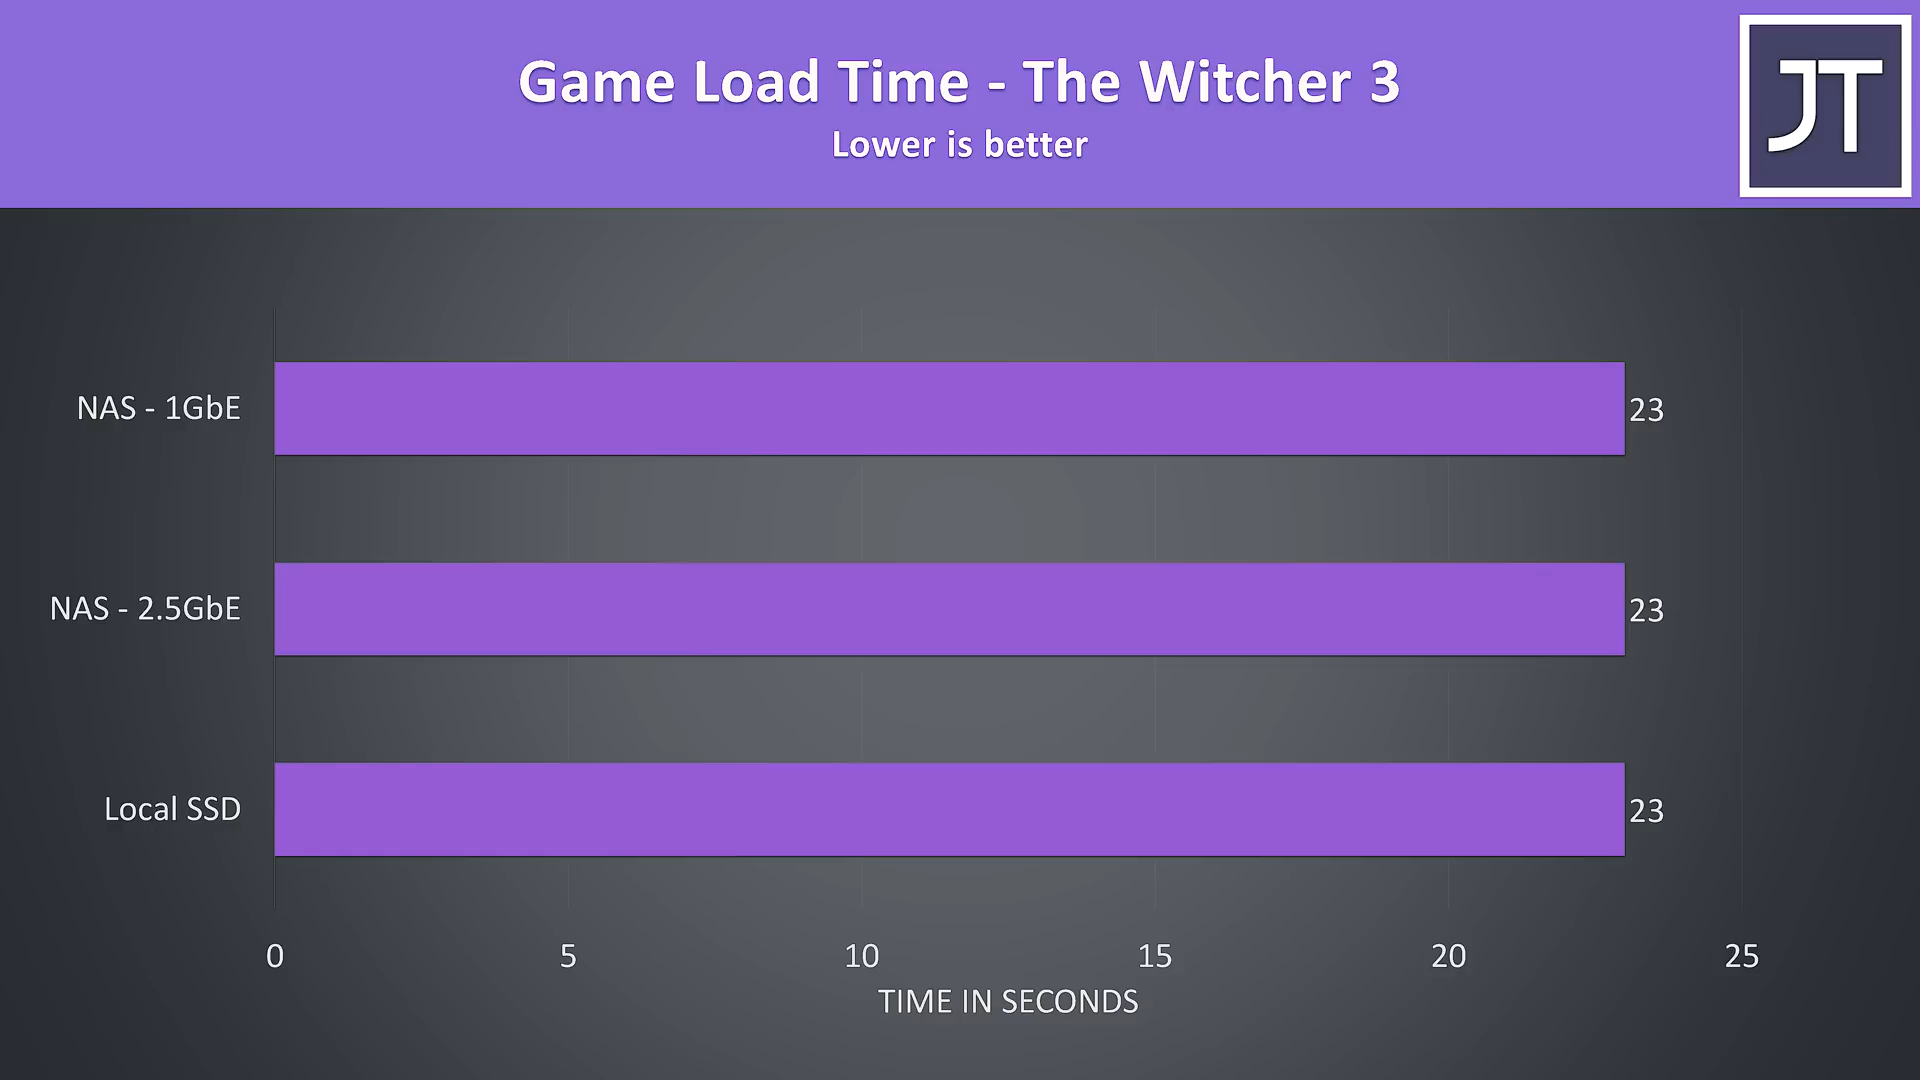 Game Load Time - The Witcher 3
Lower is better
JT
NAS - 1GbE
23
NAS - 2.5GbE
23
Local SSD
23
0 5 10 15 20 25
TIME IN SECONDS